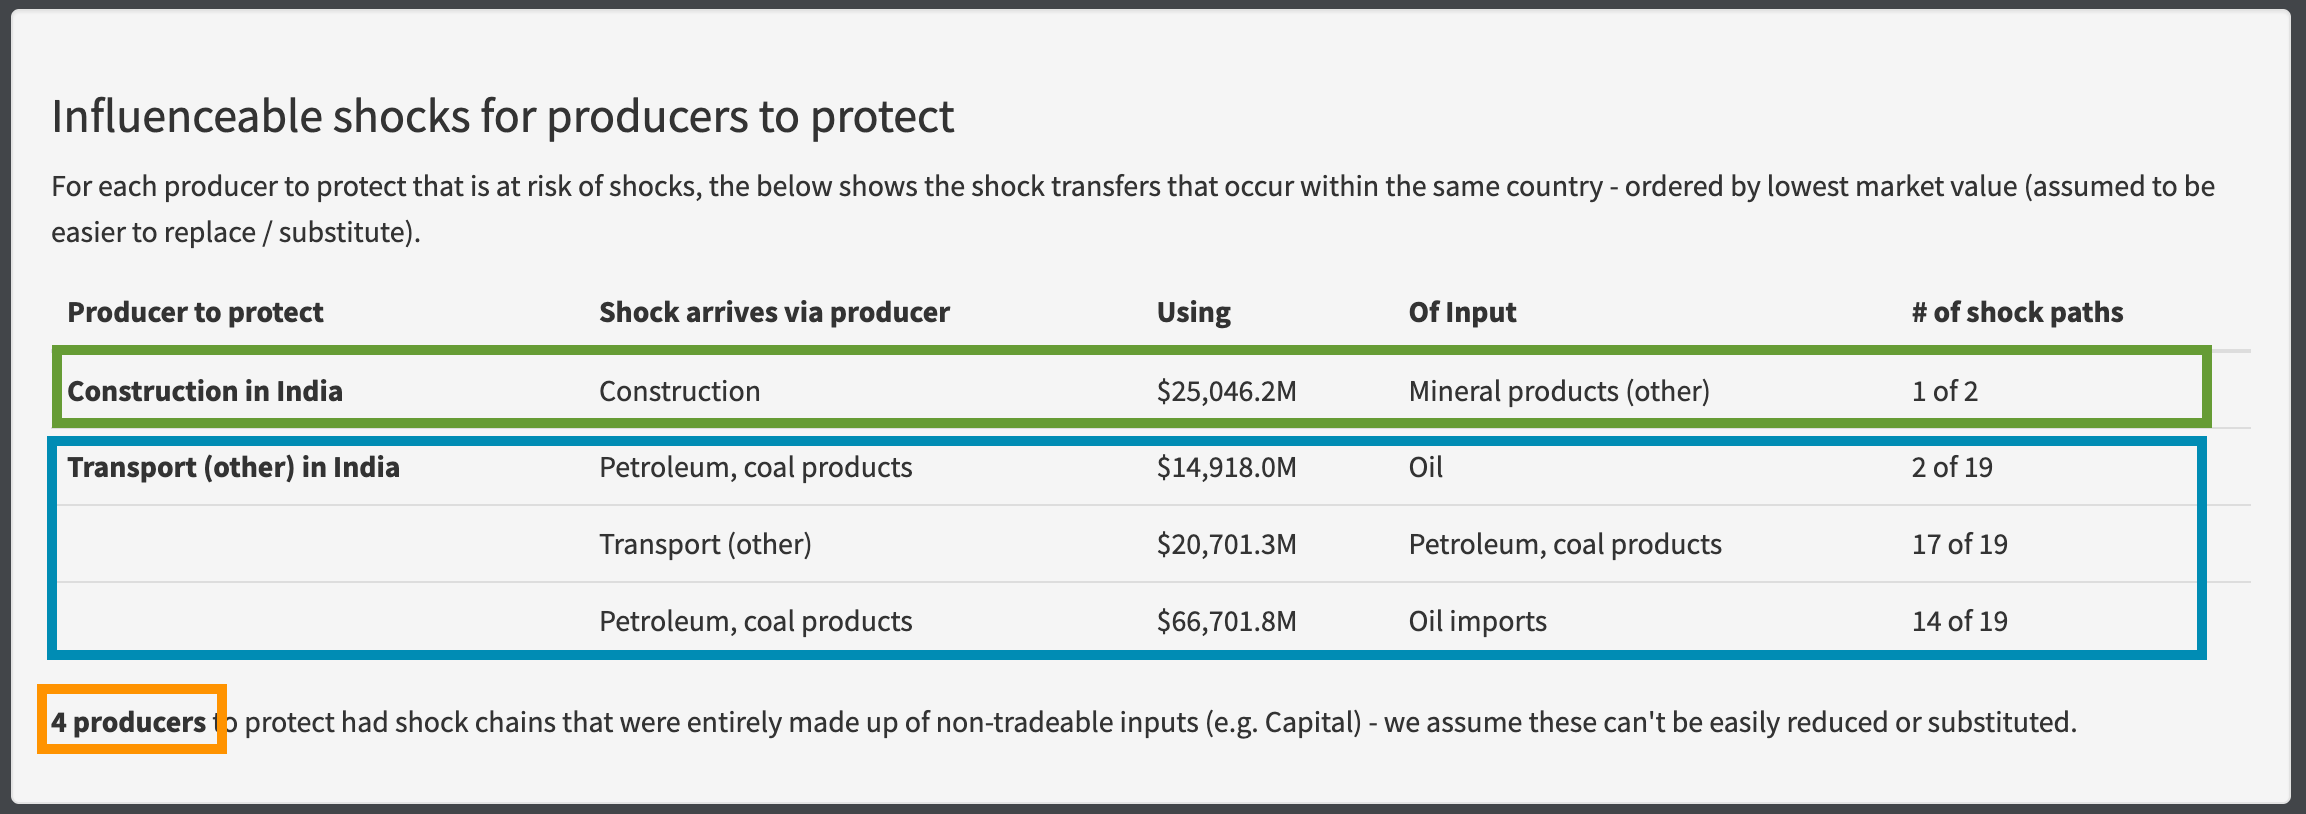 Influenceable shocks for producers to protect
For each producer to protect that is at risk of shocks, the below shows the shock transfers that occur within the same country - ordered by lowest market value (assumed to be
easier to replace / substitute).
Producer to protect Shock arrives via producer Using Of Input # of shock paths
Construction in India Construction $25,046.2M Mineral products (other) 1 of 2
Transport (other) in India Petroleum, coal products $14,918.0M Oil 2 of 19
Transport (other) $20,701.3M Petroleum, coal products 17 of 19
Petroleum, coal products $66,701.8M Oil imports 14 of 19
4 producers to protect had shock chains that were entirely made up of non-tradeable inputs (e.g. Capital) - we assume these can't be easily reduced or substituted.